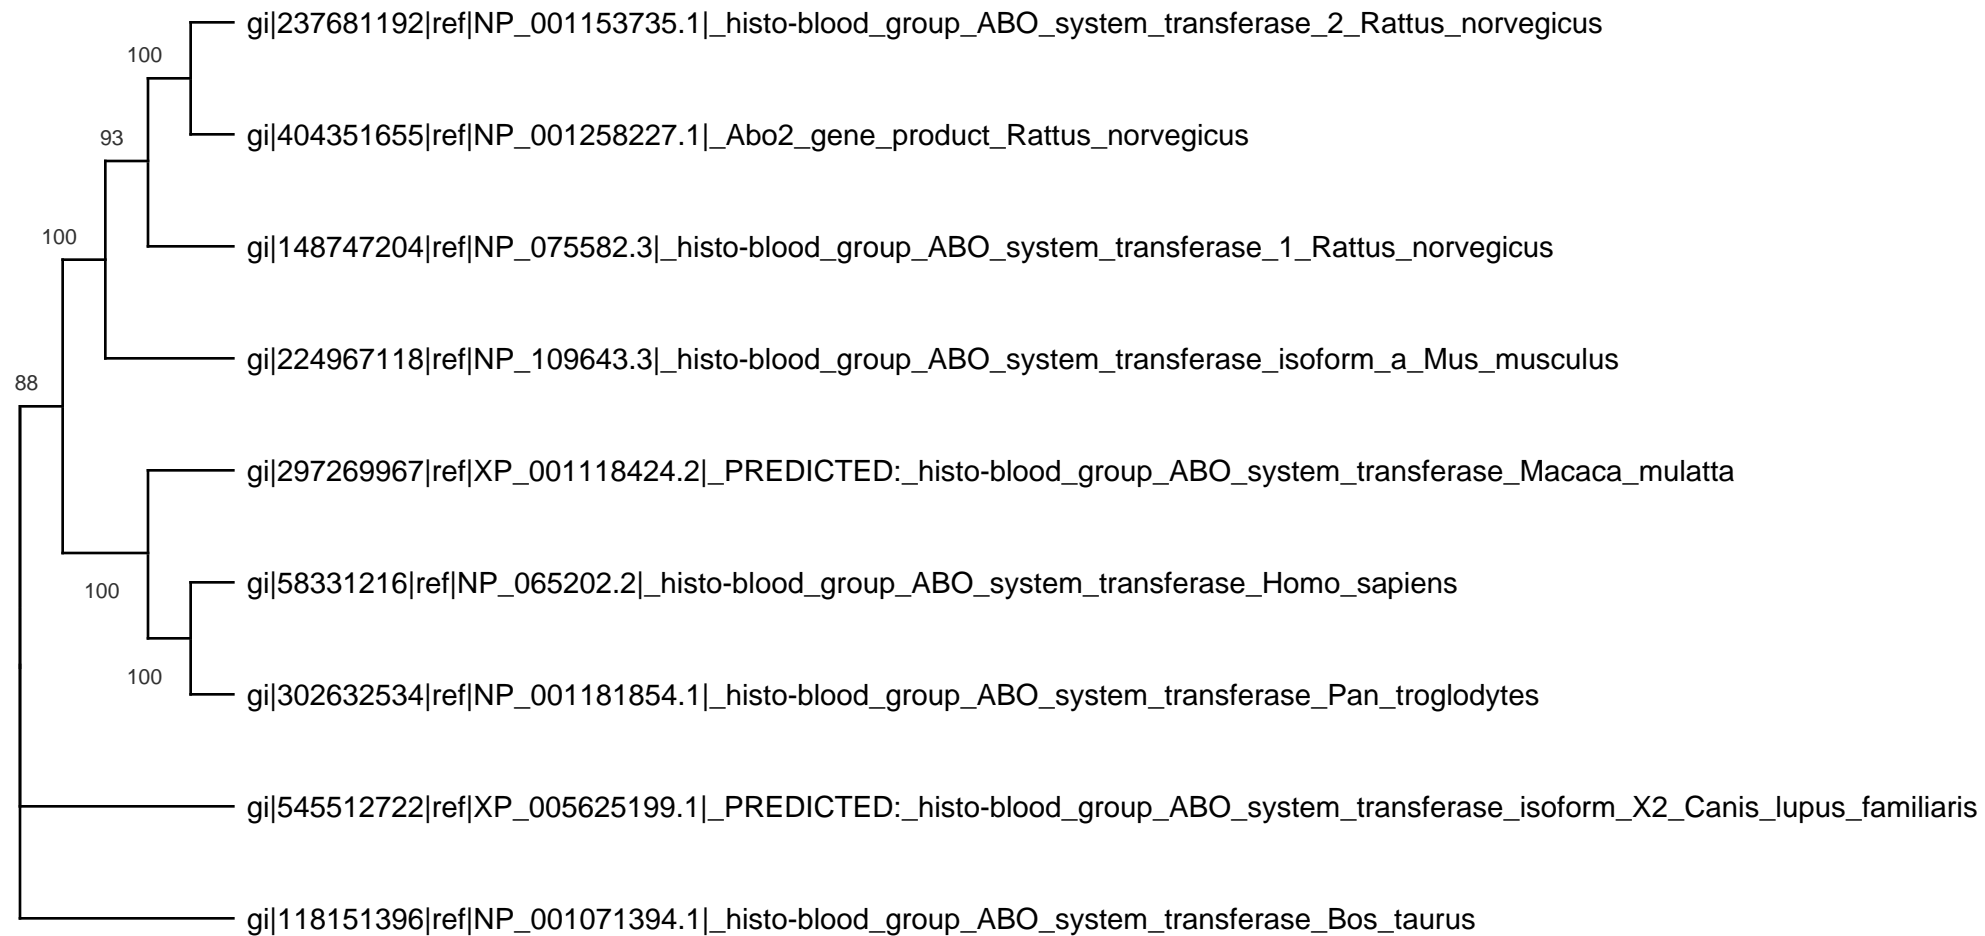 gi|237681192|ref|NP_001153735.1|_histo-blood_group_ABO_system_transferase_2_Rattus_norvegicus
100
gi|404351655|ref|NP_001258227.1|_Abo2_gene_product_Rattus_norvegicus
93
gi|148747204|ref|NP_075582.3|_histo-blood_group_ABO_system_transferase_1_Rattus_norvegicus
100
gi|224967118|ref|NP_109643.3|_histo-blood_group_ABO_system_transferase_isoform_a_Mus_musculus
88
gi|297269967|ref|XP_001118424.2|_PREDICTED:_histo-blood_group_ABO_system_transferase_Macaca_mulatta
gi|58331216|ref|NP_065202.2|_histo-blood_group_ABO_system_transferase_Homo_sapiens
100
100
gi|302632534|ref|NP_001181854.1|_histo-blood_group_ABO_system_transferase_Pan_troglodytes
gi|545512722|ref|XP_005625199.1|_PREDICTED:_histo-blood_group_ABO_system_transferase_isoform_X2_Canis_lupus_familiaris
gi|118151396|ref|NP_001071394.1|_histo-blood_group_ABO_system_transferase_Bos_taurus